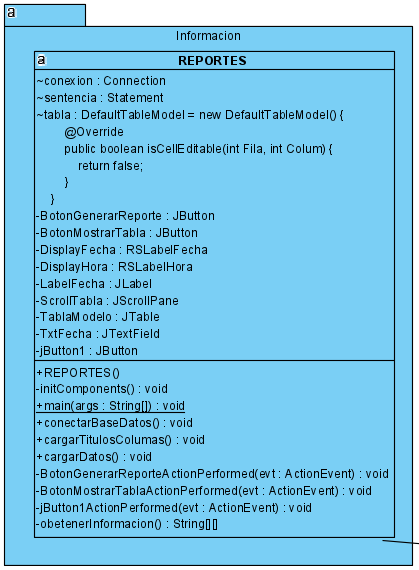 a
Informacion
a
REPORTES
~conexion : Connection
~sentencia : Statement
~tabla : DefaultTableModel = new DefaultTableModel() {
@Override
public boolean isCellEditable(int Fila, int Colum) {
return false;
}
}
-BotonGenerarReporte : JButton
-BotonMostrarTabla : JButton
-DisplayFecha : RSLabelFecha
-DisplayHora : RSLabelHora
-LabelFecha : JLabel
-ScrollTabla : JScrollPane
-TablaModelo : JTable
-TxtFecha : JTextField
-jButton1 : JButton
+REPORTES()
-initComponents() : void
+main(args : String[]) : void
+conectarBaseDatos() : void
+cargarTitulosColumas() : void
+cargarDatos() : void
-BotonGenerarReporteActionPerformed(evt : ActionEvent) : void
-BotonMostrarTablaActionPerformed(evt : ActionEvent) : void
-jButton1ActionPerformed(evt : ActionEvent) : void
-obetenerInformacion() : String[][]